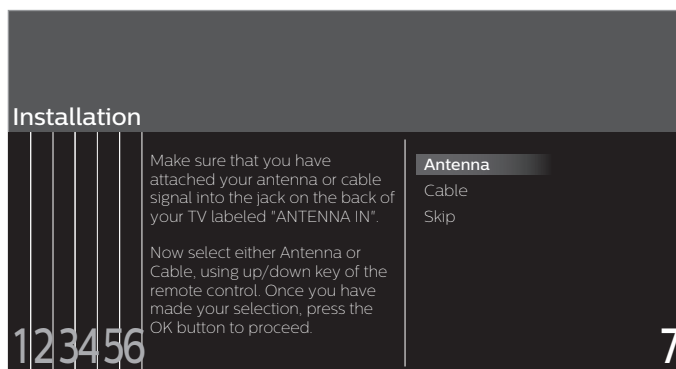 Installation
Make sure that you have
attached your antenna or cable
signal into the jack on the back of
your TV labeled "ANTENNA IN".
Now select either Antenna or
Cable, using up/down key of the
remote control. Once you have
made your selection, press the
OK button to proceed.
Antenna
Cable
Skip
123456
7